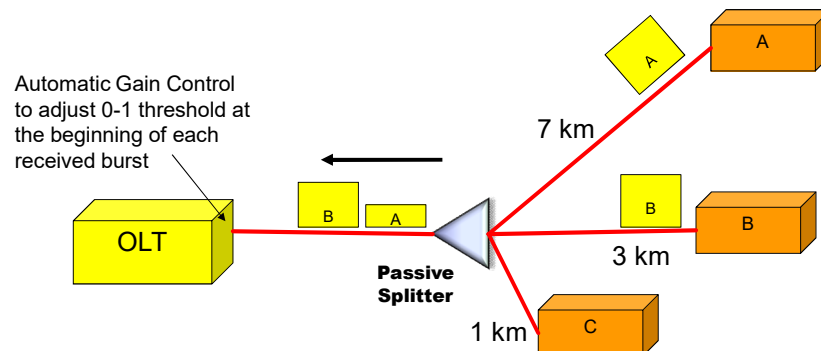 Automatic Gain Control
to adjust 0-1 threshold at
the beginning of each
received burst
OLT
B
A
Passive
Splitter
A
7 km
A
B
3 km
B
1 km
C